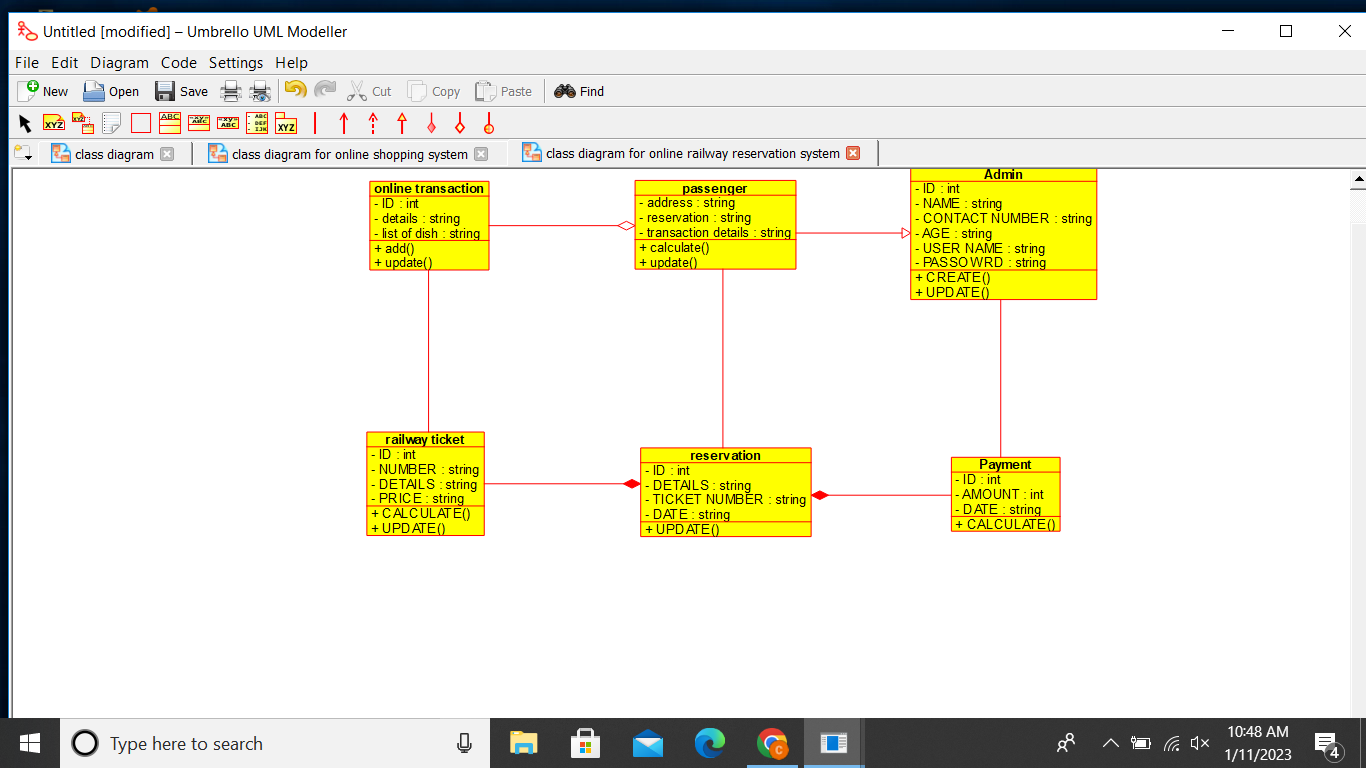 Untitled [modified] – Umbrello UML Modeller
File Edit Diagram Code Settings Help
New Open Save Cut Copy Paste Find
XYZ XYZ ABC -xy- ABC «xy» ABC ABC - DEF IJK XYZ
class diagram class diagram for online shopping system class diagram for online railway reservation system
online transaction
- ID : int
- details : string
- list of dish : string
+ add()
+ update()
passenger
- address : string
- reservation : string
- transaction details : string
+ calculate()
+ update()
Admin
- ID : int
- NAME : string
- CONTACT NUMBER : string
- AGE : string
- USER NAME : string
- PASSOWRD : string
+ CREATE()
+ UPDATE()
railway ticket
- ID : int
- NUMBER : string
- DETAILS : string
- PRICE : string
+ CALCULATE()
+ UPDATE()
reservation
- ID : int
- DETAILS : string
- TICKET NUMBER : string
- DATE : string
+ UPDATE()
Payment
- ID : int
- AMOUNT : int
- DATE : string
+ CALCULATE()
Type here to search
C
10:48 AM
1/11/2023
4